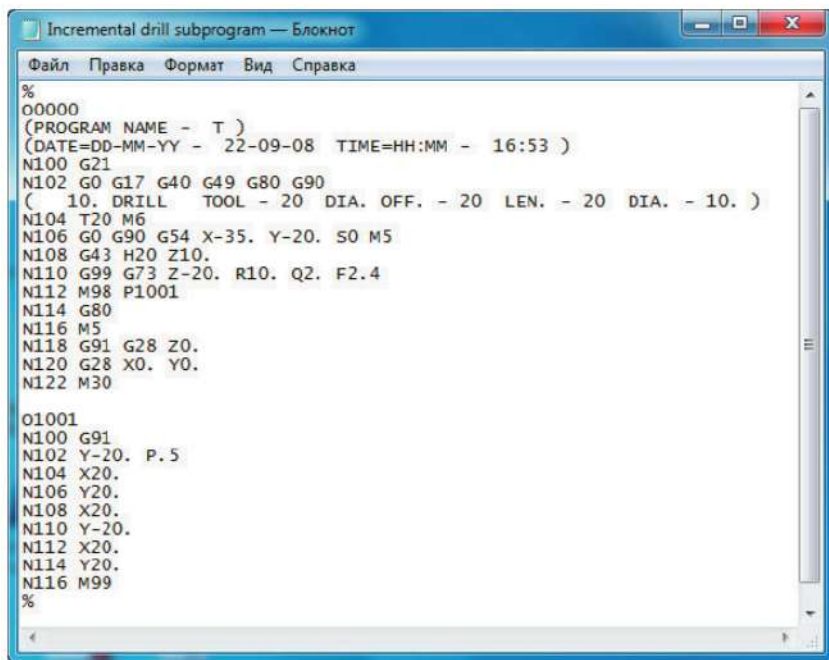 Incremental drill subprogram — Блокнот
Файл Правка Формат Вид Справка
%
O0000
(PROGRAM NAME -  T )
(DATE=DD-MM-YY -  22-09-08  TIME=HH:MM -  16:53 )
N100 G21
N102 G0 G17 G40 G49 G80 G90
(   10. DRILL   TOOL - 20  DIA. OFF. - 20  LEN. - 20  DIA. - 10. )
N104 T20 M6
N106 G0 G90 G54 X-35. Y-20. S0 M5
N108 G43 H20 Z10.
N110 G99 G73 Z-20. R10. Q2. F2.4
N112 M98 P1001
N114 G80
N116 M5
N118 G91 G28 Z0.
N120 G28 X0. Y0.
N122 M30
O1001
N100 G91
N102 Y-20. P.5
N104 X20.
N106 Y20.
N108 X20.
N110 Y-20.
N112 X20.
N114 Y20.
N116 M99
%